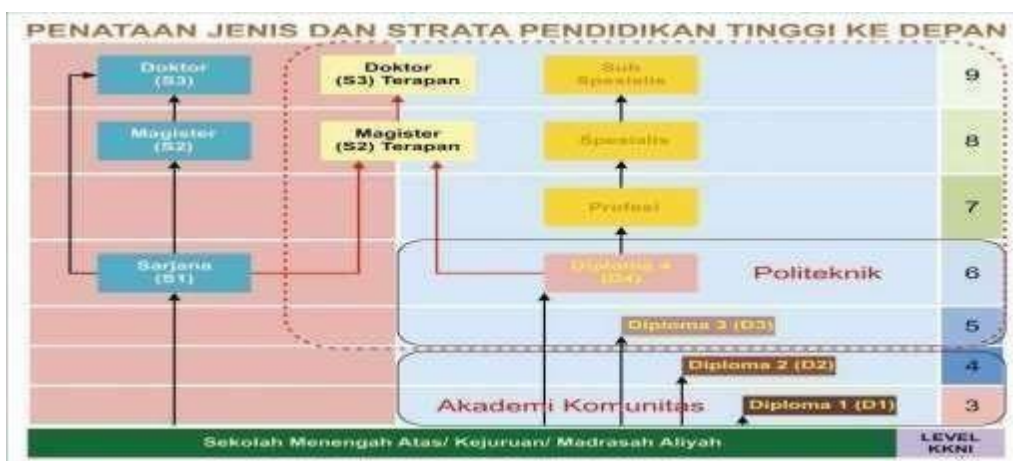 PENATAAN JENIS DAN STRATA PENDIDIKAN TINGGI KE DEPAN
Doktor
(S3)
Doktor
(S3) Terapan
Sub
Spesialis
9
Magister
(S2)
Magister
(S2) Terapan
Spesialis
8
Profesi
7
Sarjana
(S1)
Diploma 4
(D4)
Politeknik
6
Diploma 3 (D3)
5
Diploma 2 (D2)
4
Akademi Komunitas
Diploma 1 (D1)
3
Sekolah Menengah Atas/ Kejuruan/ Madrasah Aliyah
LEVEL
KKNI